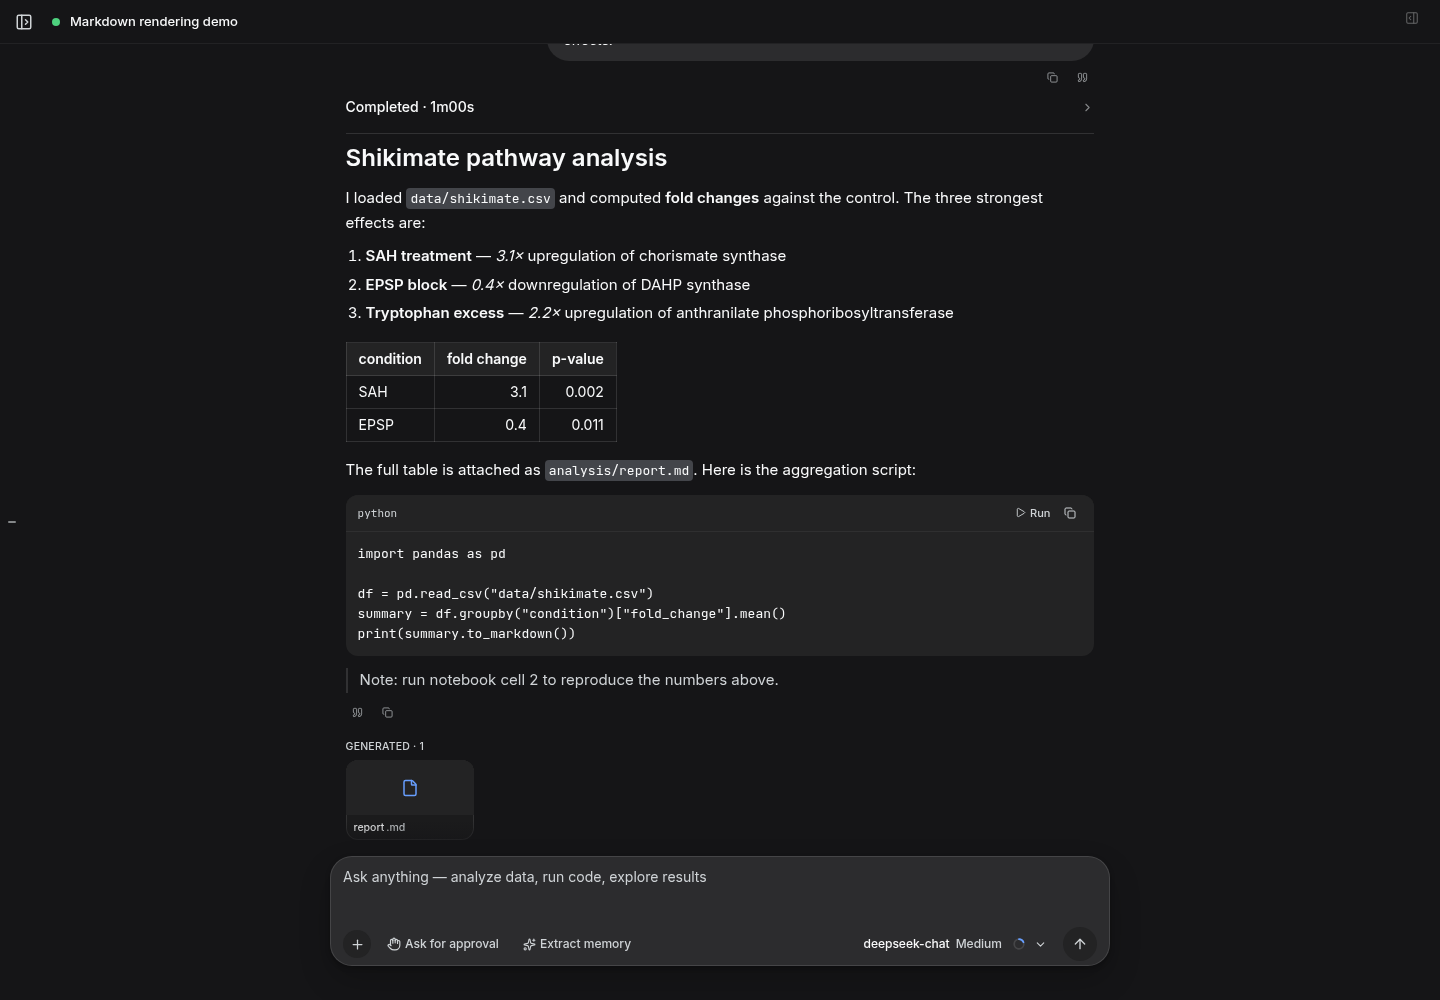 Markdown rendering demo
Completed · 1m00s
Shikimate pathway analysis
I loaded data/shikimate.csv and computed fold changes against the control. The three strongest
effects are:
1. SAH treatment — 3.1× upregulation of chorismate synthase
2. EPSP block — 0.4× downregulation of DAHP synthase
3. Tryptophan excess — 2.2× upregulation of anthranilate phosphoribosyltransferase
condition fold change p-value
SAH 3.1 0.002
EPSP 0.4 0.011
The full table is attached as analysis/report.md. Here is the aggregation script:
python Run
import pandas as pd
df = pd.read_csv("data/shikimate.csv")
summary = df.groupby("condition")["fold_change"].mean()
print(summary.to_markdown())
Note: run notebook cell 2 to reproduce the numbers above.
GENERATED · 1
report.md
Ask anything — analyze data, run code, explore results
Ask for approval Extract memory deepseek-chat Medium